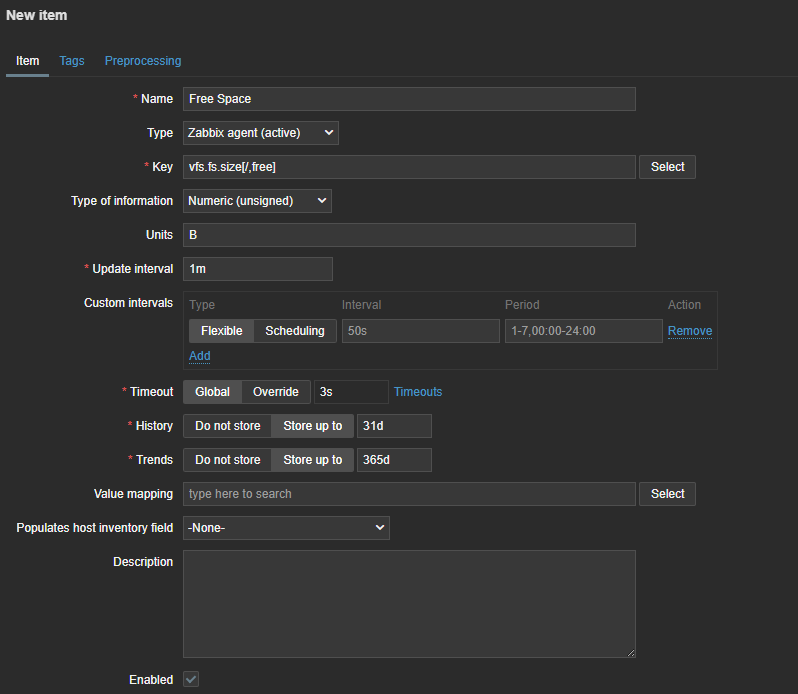 New item
Item Tags Preprocessing
* Name Free Space
Type Zabbix agent (active)
* Key vfs.fs.size[/,free] Select
Type of information Numeric (unsigned)
Units B
* Update interval 1m
Custom intervals Type Interval Period Action
Flexible Scheduling 50s 1-7,00:00-24:00 Remove
Add
* Timeout Global Override 3s Timeouts
* History Do not store Store up to 31d
* Trends Do not store Store up to 365d
Value mapping type here to search Select
Populates host inventory field -None-
Description
Enabled